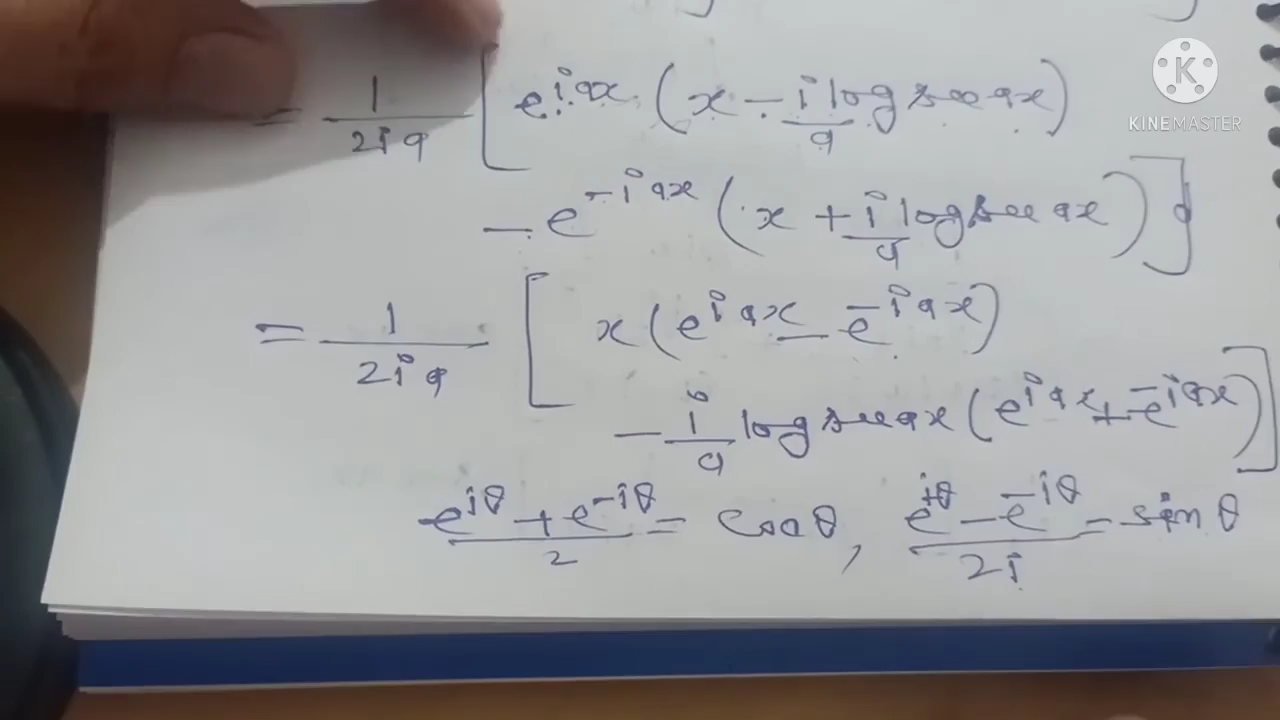 = 1/2ia [ e^iax (x - i/a log sec ax)
- e^-iax (x + i/a log sec ax) ]
= 1/2ia [ x (e^iax - e^-iax)
- i/a log sec ax (e^iax + e^-iax) ]
e^iθ + e^-iθ / 2 = cos θ, e^iθ - e^-iθ / 2i = sin θ
K
KINEMASTER